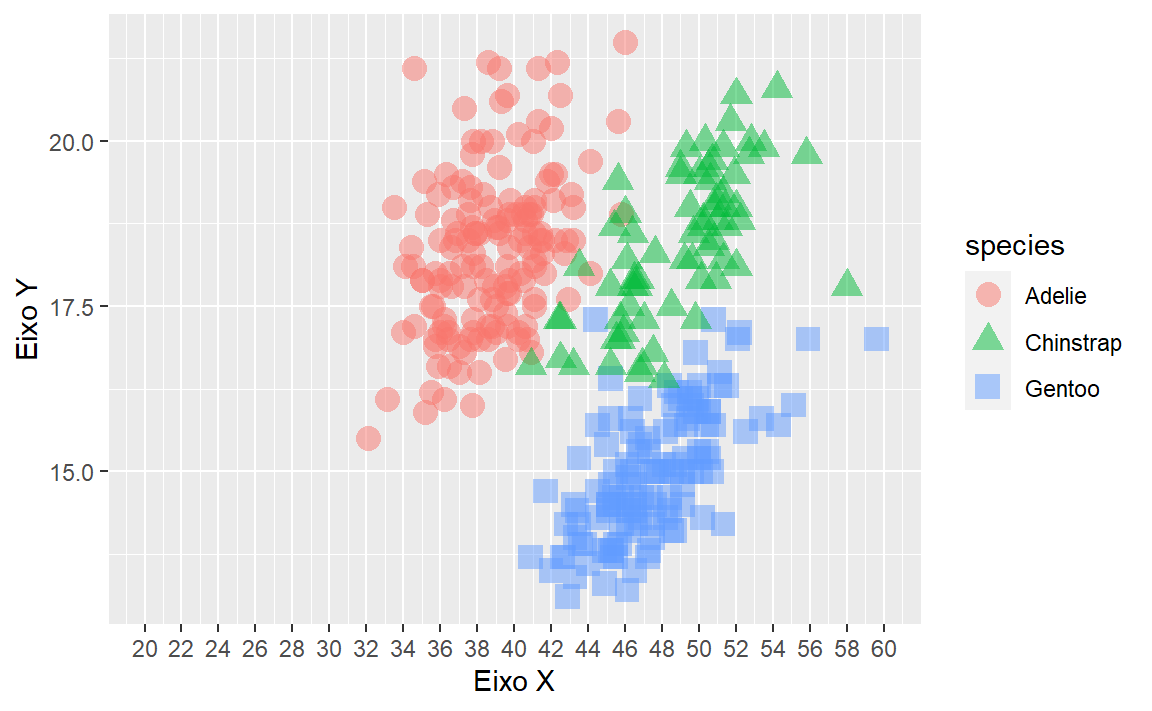 Eixo Y
20.0
17.5
15.0
20 22 24 26 28 30 32 34 36 38 40 42 44 46 48 50 52 54 56 58 60
Eixo X
species
Adelie
Chinstrap
Gentoo